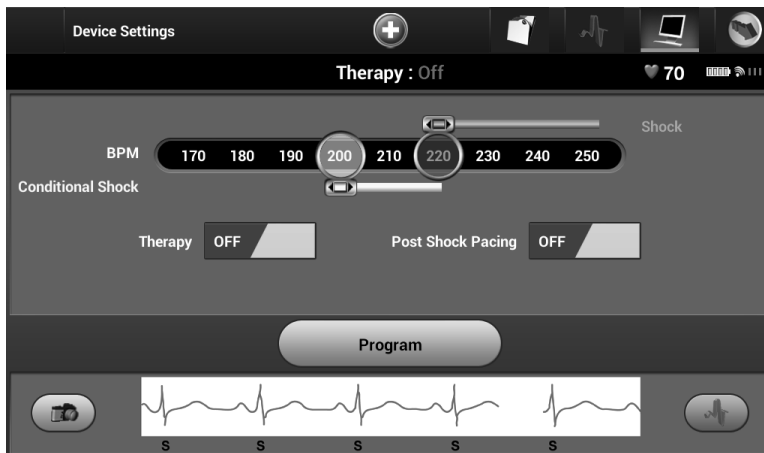 Device Settings
Therapy : Off
70
Shock
BPM 170 180 190 200 210 220 230 240 250
Conditional Shock
Therapy OFF Post Shock Pacing OFF
Program
S S S S S